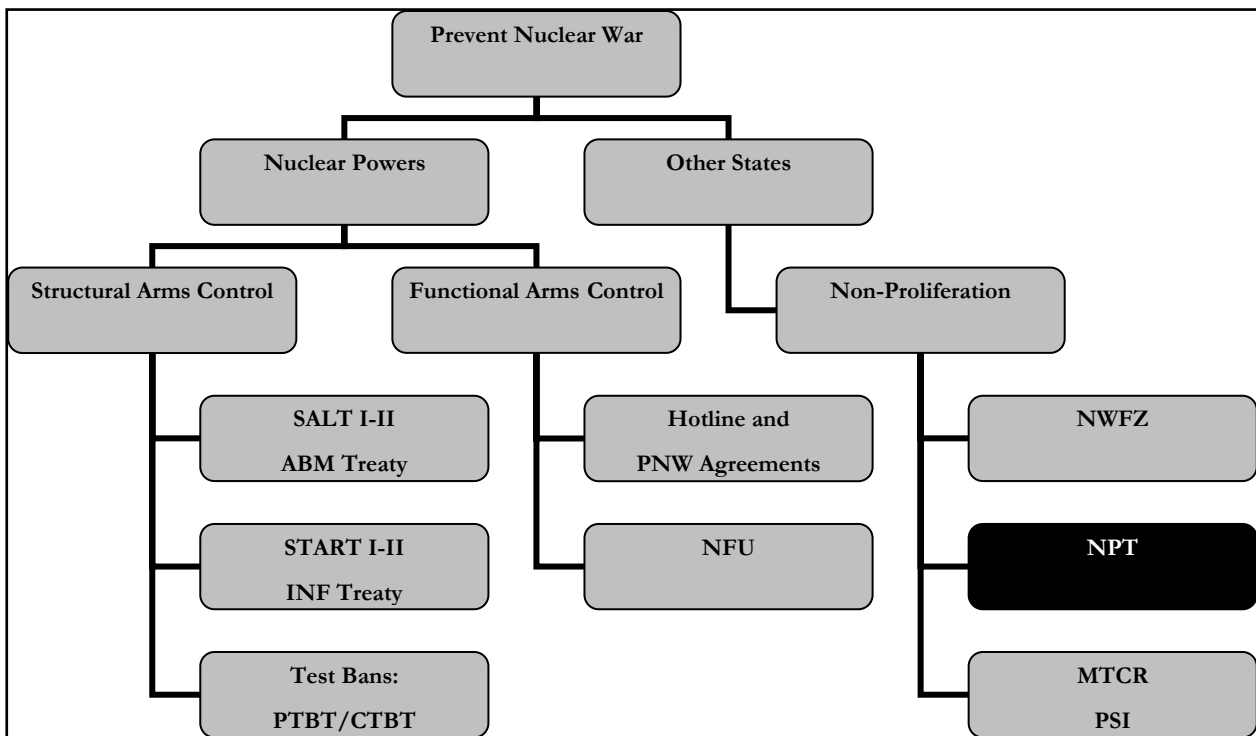 Prevent Nuclear War
Nuclear Powers
Other States
Structural Arms Control
Functional Arms Control
Non-Proliferation
SALT I-II
ABM Treaty
Hotline and
PNW Agreements
NWFZ
START I-II
INF Treaty
NFU
NPT
Test Bans:
PTBT/CTBT
MTCR
PSI